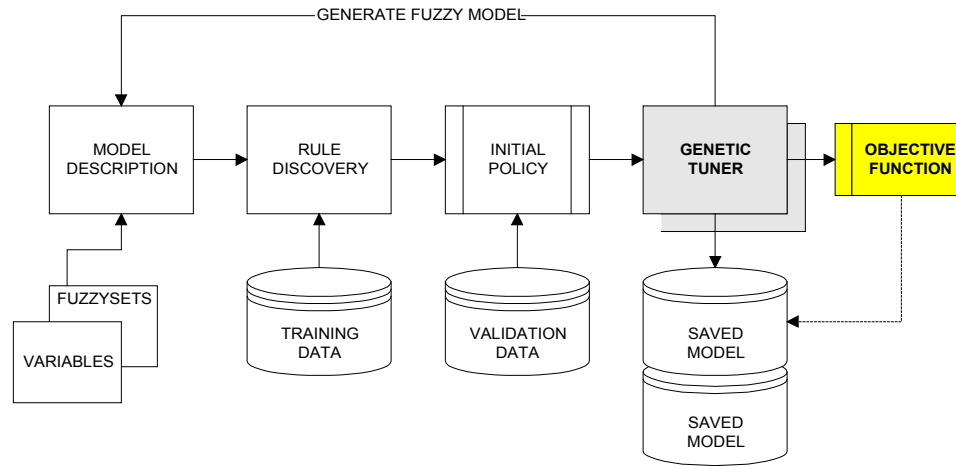 GENERATE FUZZY MODEL
MODEL
DESCRIPTION
RULE
DISCOVERY
INITIAL
POLICY
GENETIC
TUNER
OBJECTIVE
FUNCTION
FUZZYSETS
VARIABLES
TRAINING
DATA
VALIDATION
DATA
SAVED
MODEL
SAVED
MODEL